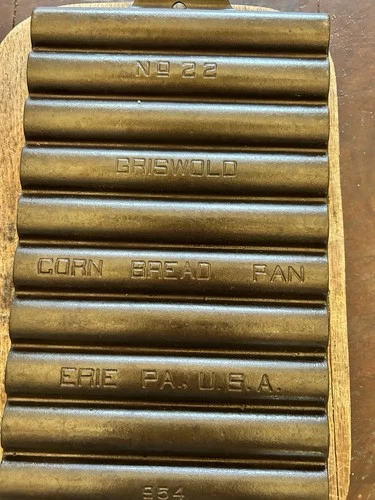 No 22
GRISWOLD
CORN BREAD PAN
ERIE PA. U.S.A.
954